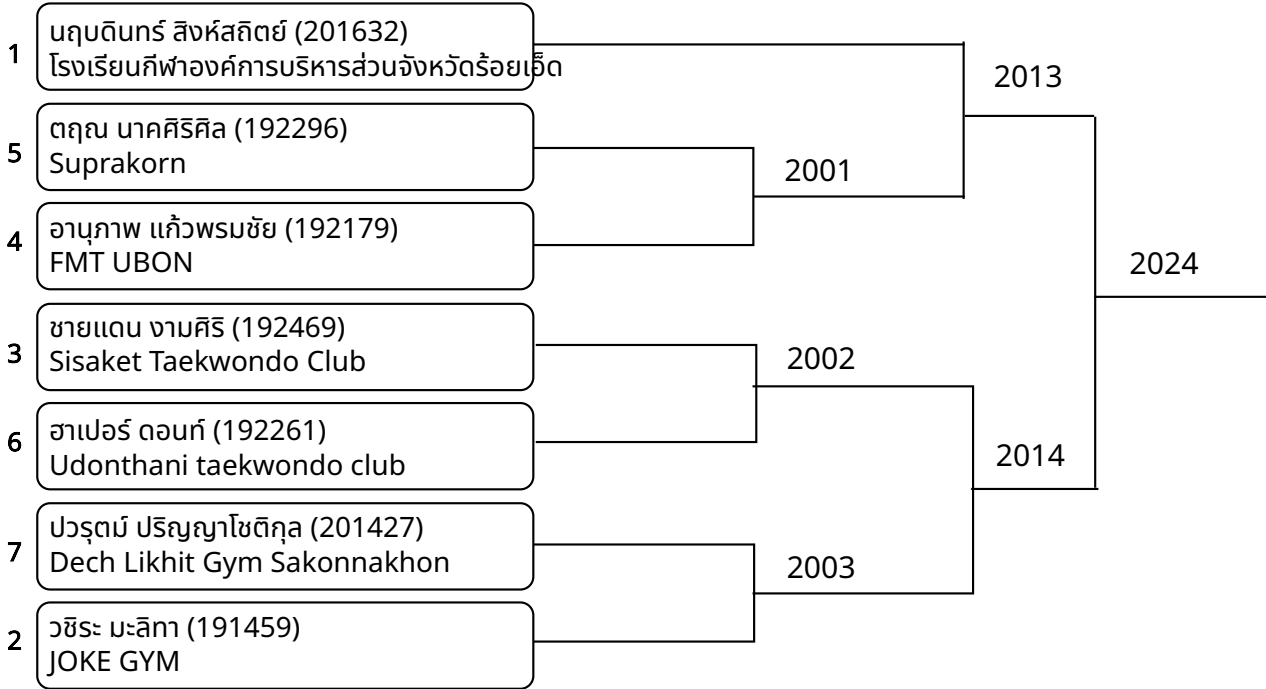 1
นฤบดินทร์ สิงห์สถิตย์ (201632)
โรงเรียนกีฬาองค์การบริหารส่วนจังหวัดร้อยเอ็ด
2013
5
ตฤณ นาคศิริศิล (192296)
Suprakorn
2001
4
อานุภาพ แก้วพรมชัย (192179)
FMT UBON
2024
3
ชายแดน งามศิริ (192469)
Sisaket Taekwondo Club
2002
6
ฮาเปอร์ ดอนท์ (192261)
Udonthani taekwondo club
2014
7
ปวรุตม์ ปริญญาโชติกุล (201427)
Dech Likhit Gym Sakonnakhon
2003
2
วชิระ มะลิทา (191459)
JOKE GYM